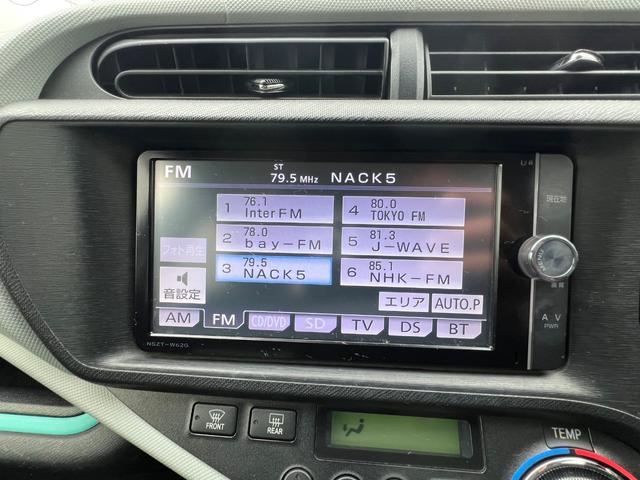 FM
ST
79.5 MHz NACK5
1 76.1 InterFM
2 78.0 bay-FM
3 79.5 NACK5
4 80.0 TOKYO FM
5 81.3 J-WAVE
6 85.1 NHK-FM
フォト再生
音設定
エリア AUTO.P
AM FM CD/DVD SD TV DS BT
NSZT-W62G
現在地
AV
PWR
FRONT REAR
TEMP